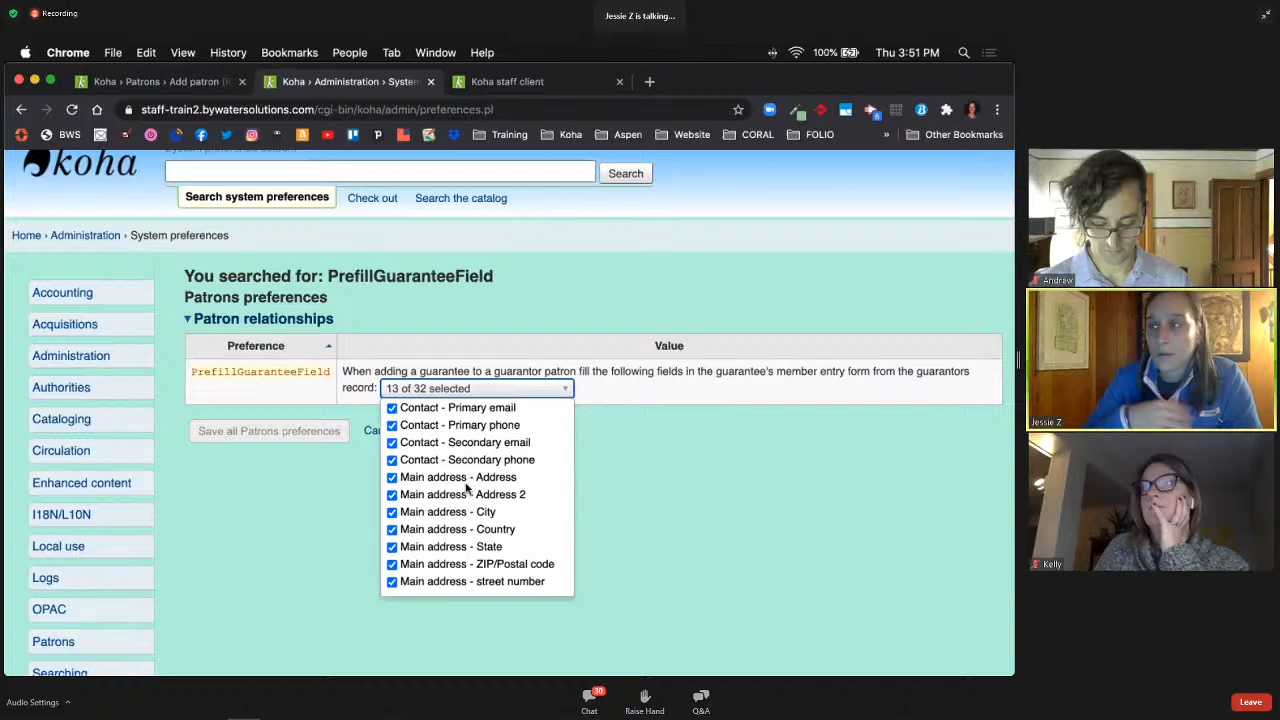 Recording
Jessie Z is talking...
Chrome File Edit View History Bookmarks People Tab Window Help
100% Thu 3:51 PM
Koha › Patrons › Add patron (
Koha › Administration › System
Koha staff client
staff-train2.bywatersolutions.com/cgi-bin/koha/admin/preferences.pl
BWS
Training Koha Aspen Website CORAL FOLIO » Other Bookmarks
koha
Search
Search system preferences Check out Search the catalog
Home › Administration › System preferences
Accounting
Acquisitions
Administration
Authorities
Cataloging
Circulation
Enhanced content
I18N/L10N
Local use
Logs
OPAC
Patrons
Searching
You searched for: PrefillGuaranteeField
Patrons preferences
Patron relationships
Preference Value
PrefillGuaranteeField
When adding a guarantee to a guarantor patron fill the following fields in the guarantee's member entry form from the guarantors
record: 13 of 32 selected
Contact - Primary email
Contact - Primary phone
Contact - Secondary email
Contact - Secondary phone
Main address - Address
Main address - Address 2
Main address - City
Main address - Country
Main address - State
Main address - ZIP/Postal code
Main address - street number
Save all Patrons preferences
Andrew
Jessie Z
Kelly
Audio Settings
30
Chat
Raise Hand
Q&A
Leave